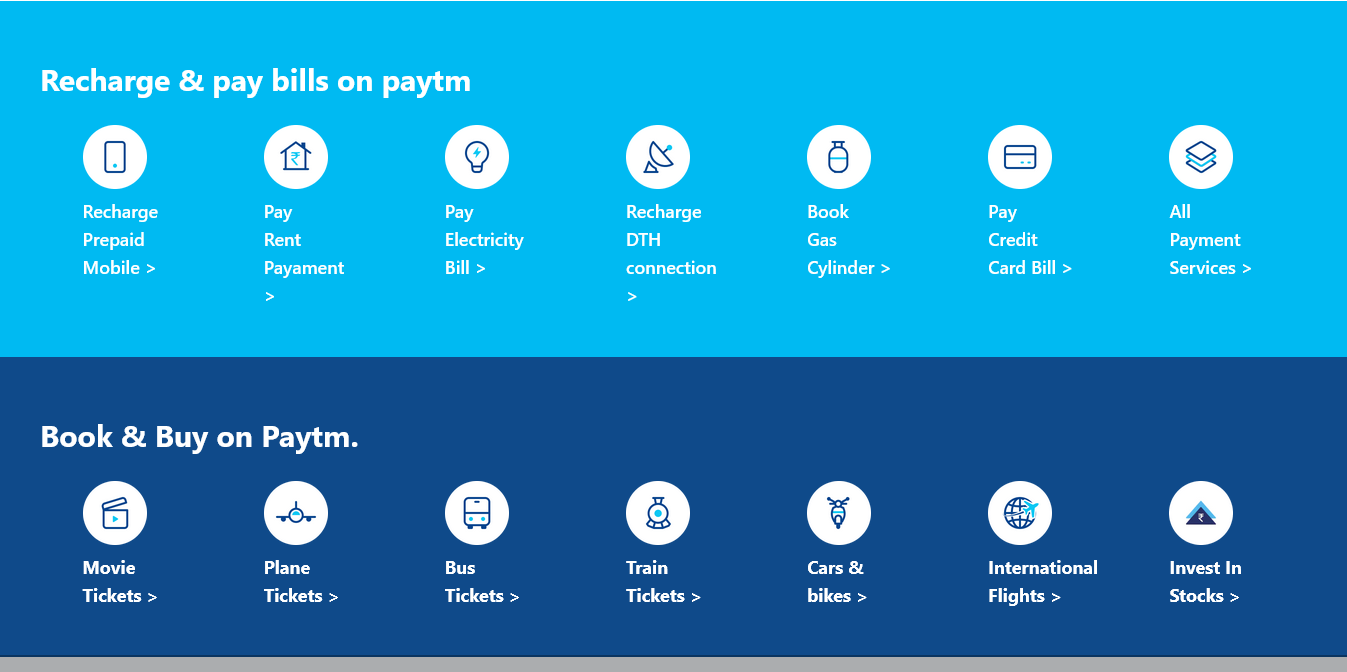 Recharge & pay bills on paytm
Recharge
Prepaid
Mobile >
Pay
Rent
Payament
>
Pay
Electricity
Bill >
Recharge
DTH
connection
>
Book
Gas
Cylinder >
Pay
Credit
Card Bill >
All
Payment
Services >
Book & Buy on Paytm.
Movie
Tickets >
Plane
Tickets >
Bus
Tickets >
Train
Tickets >
Cars &
bikes >
International
Flights >
Invest In
Stocks >